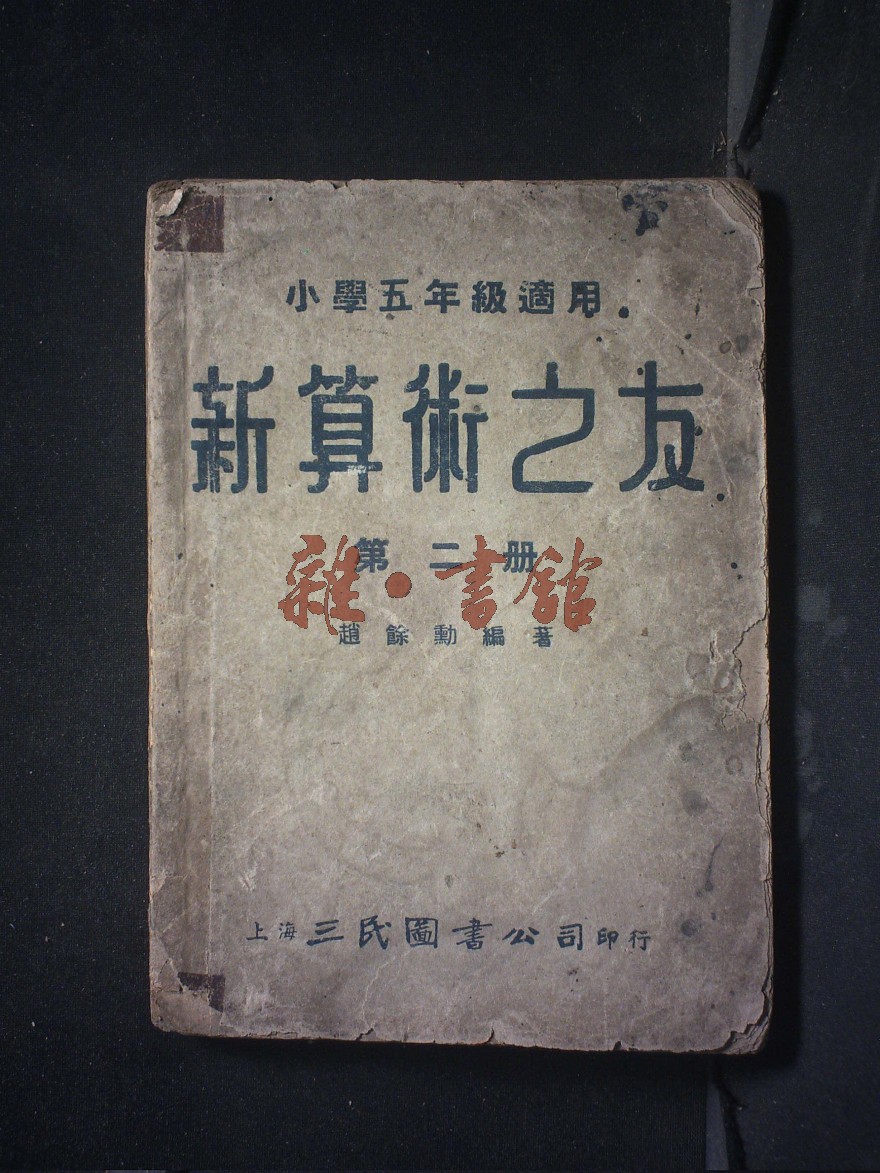 小學五年級適用
新算術之友
第二册
雜·書館
趙餘勳編著
上海三民圖書公司印行